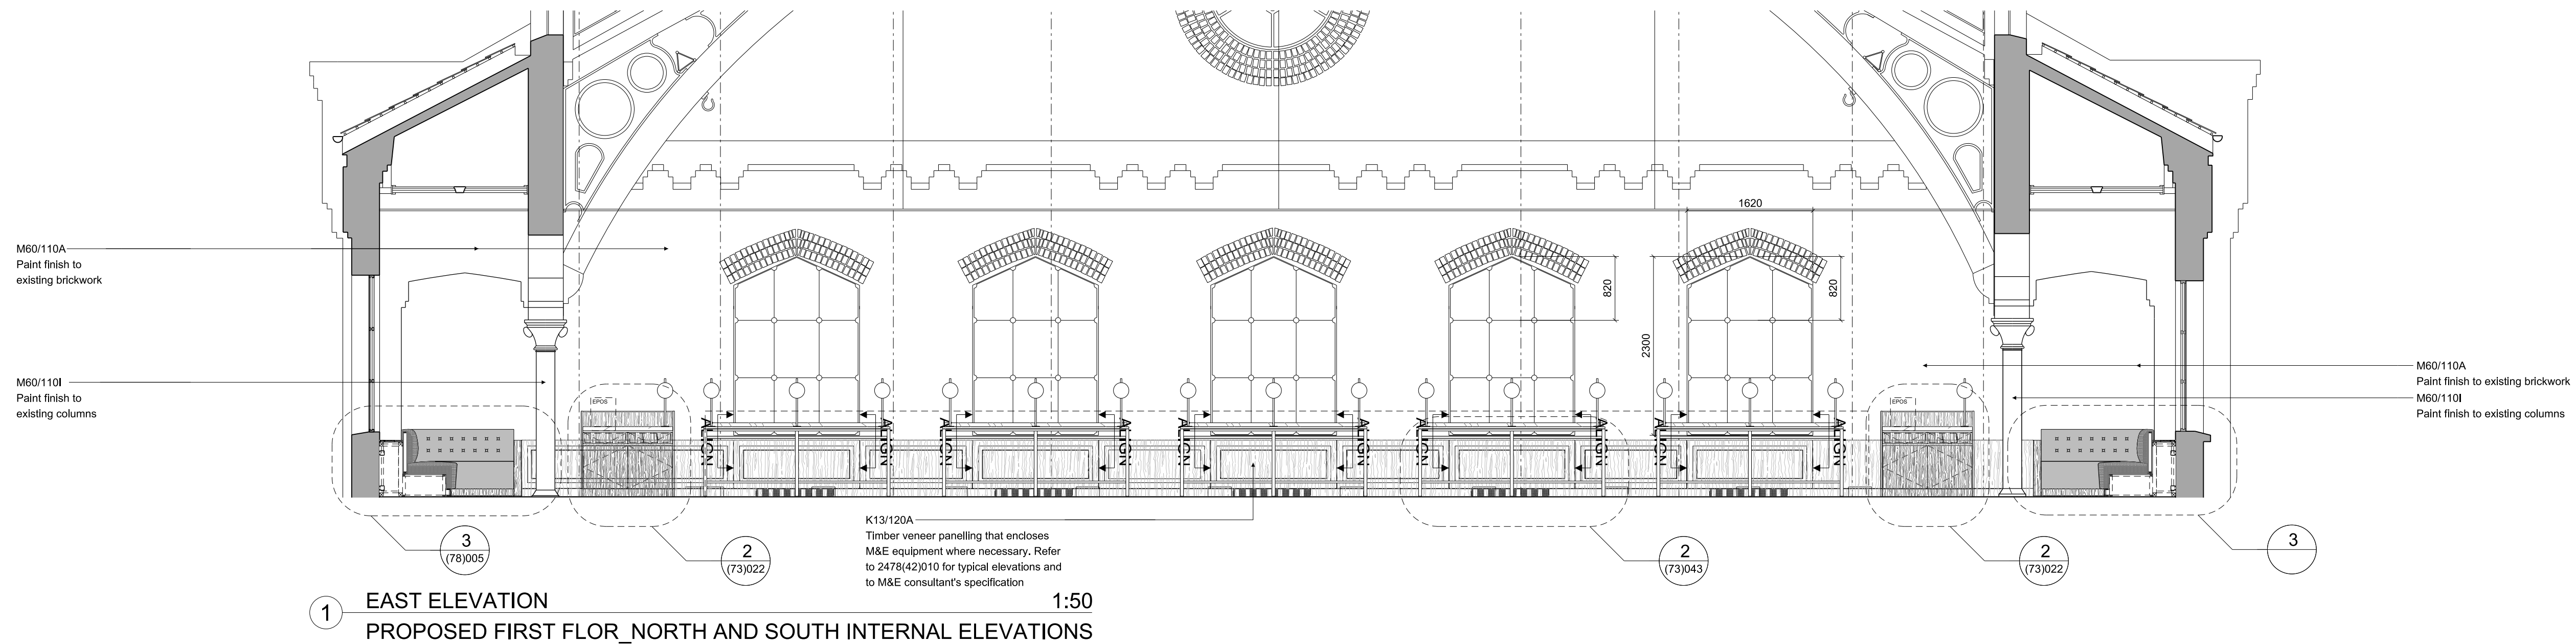 1620
820
820
2300
M60/110A
Paint finish to
existing brickwork
M60/110I
Paint finish to
existing columns
M60/110A
Paint finish to existing brickwork
M60/110I
Paint finish to existing columns
EPOS
EPOS
ALIGN
ALIGN
ALIGN
ALIGN
ALIGN
ALIGN
ALIGN
ALIGN
ALIGN
ALIGN
K13/120A
Timber veneer panelling that encloses
M&E equipment where necessary. Refer
to 2478(42)010 for typical elevations and
to M&E consultant's specification
3
(78)005
2
(73)022
2
(73)043
2
(73)022
3
1
EAST ELEVATION 1:50
PROPOSED FIRST FLOR_NORTH AND SOUTH INTERNAL ELEVATIONS